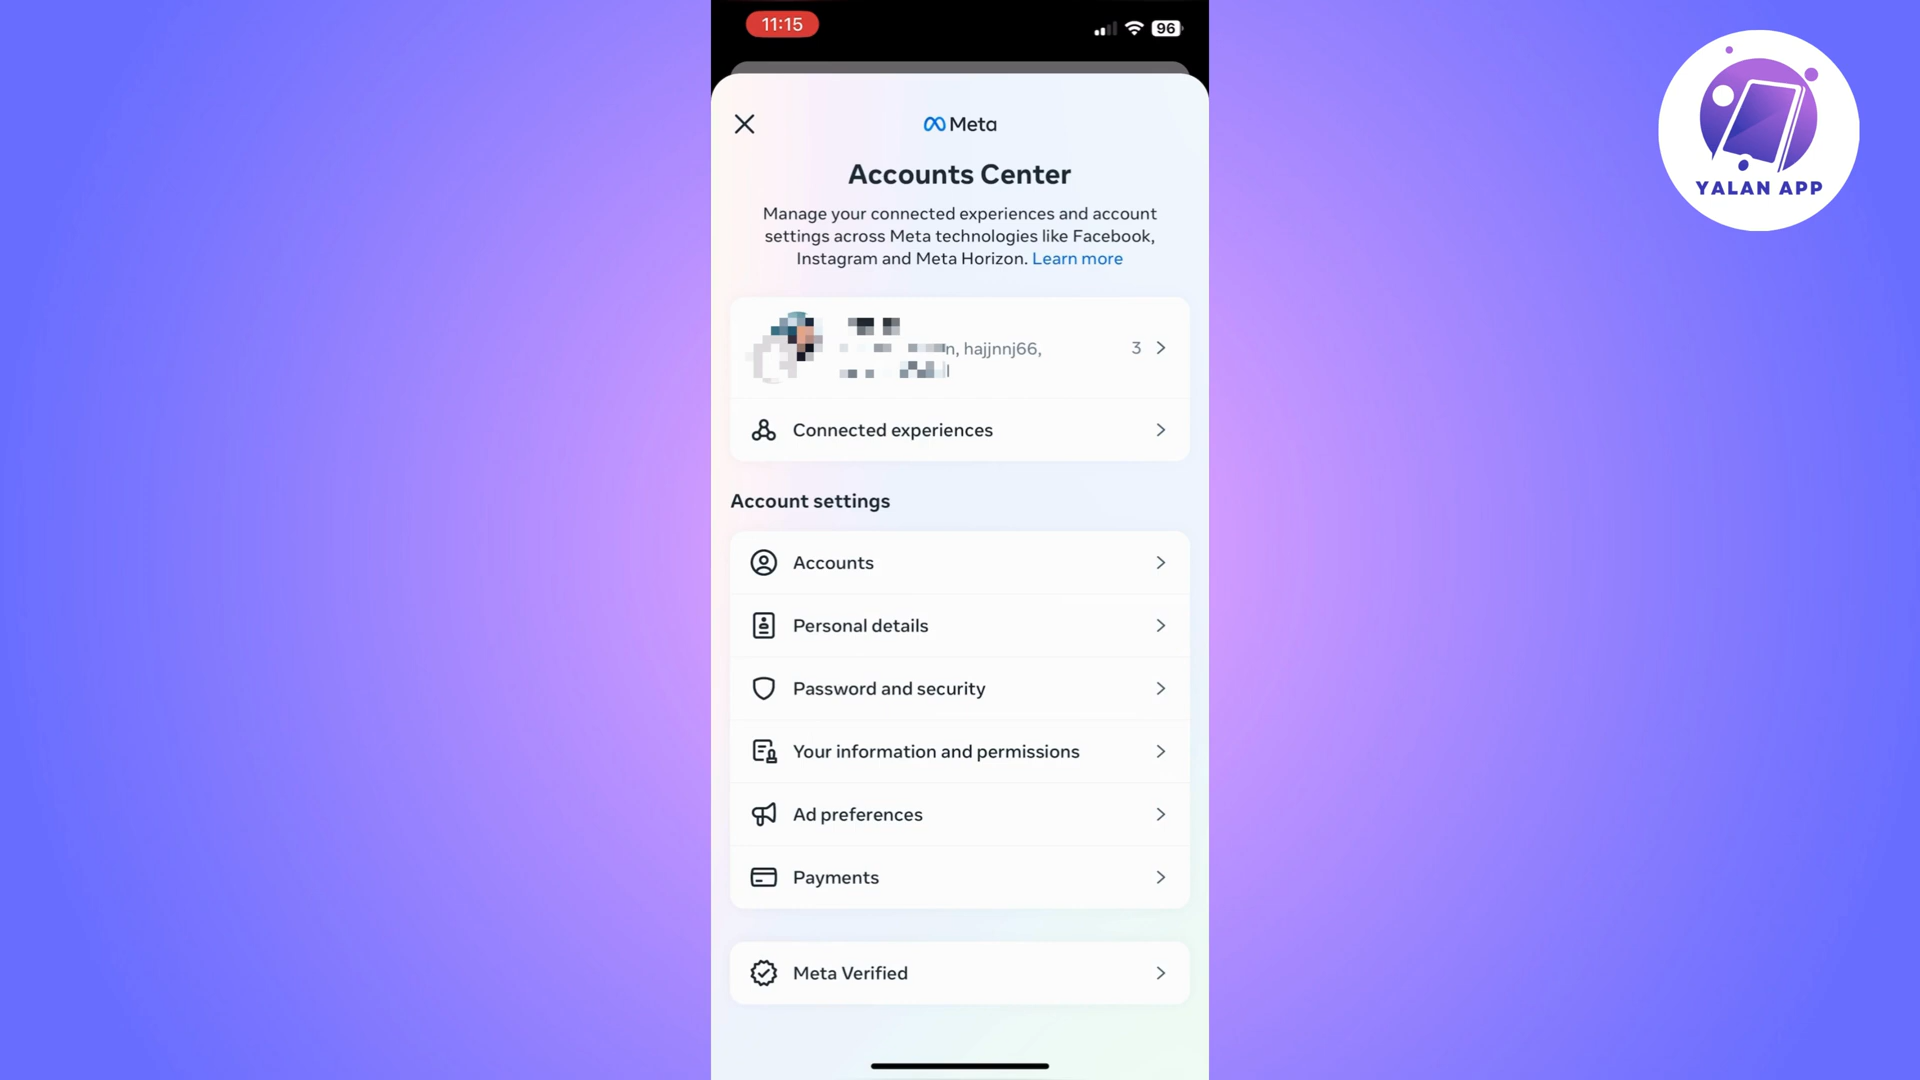 11:15
96
Meta
YALAN APP
Accounts Center
Manage your connected experiences and account
settings across Meta technologies like Facebook,
Instagram and Meta Horizon. Learn more
n, hajjnnj66,
3
Connected experiences
Account settings
Accounts
Personal details
Password and security
Your information and permissions
Ad preferences
Payments
Meta Verified